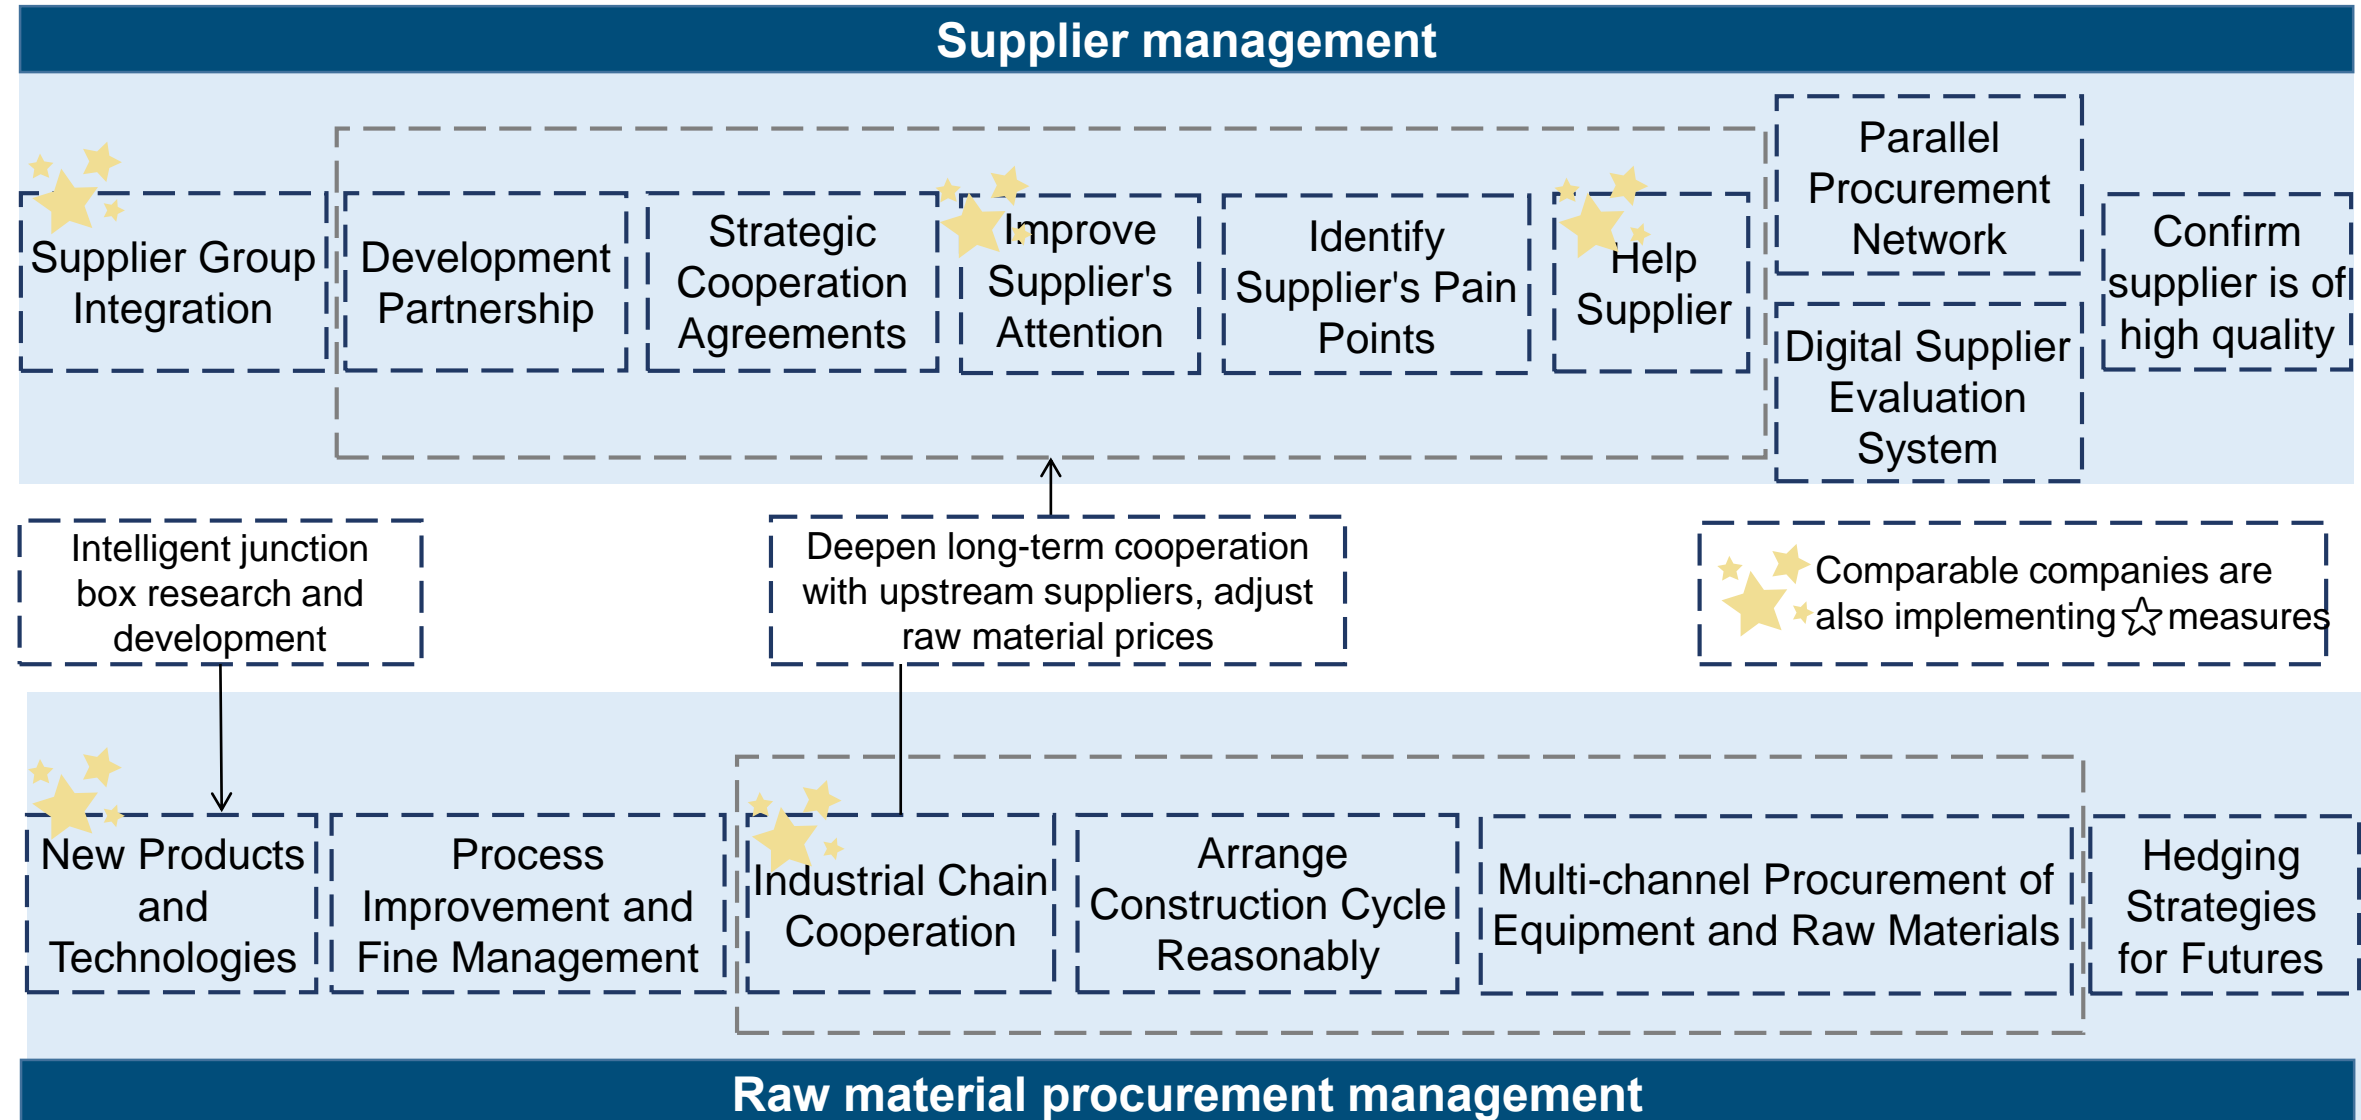 Supplier management
Supplier Group
Integration
Development
Partnership
Strategic
Cooperation
Agreements
Improve
Supplier's
Attention
Identify
Supplier's Pain
Points
Help
Supplier
Parallel
Procurement
Network
Digital Supplier
Evaluation
System
Confirm
supplier is of
high quality
Intelligent junction
box research and
development
Deepen long-term cooperation
with upstream suppliers, adjust
raw material prices
Comparable companies are
also implementing ☆ measures
New Products
and
Technologies
Process
Improvement and
Fine Management
Industrial Chain
Cooperation
Arrange
Construction Cycle
Reasonably
Multi-channel Procurement of
Equipment and Raw Materials
Hedging
Strategies
for Futures
Raw material procurement management